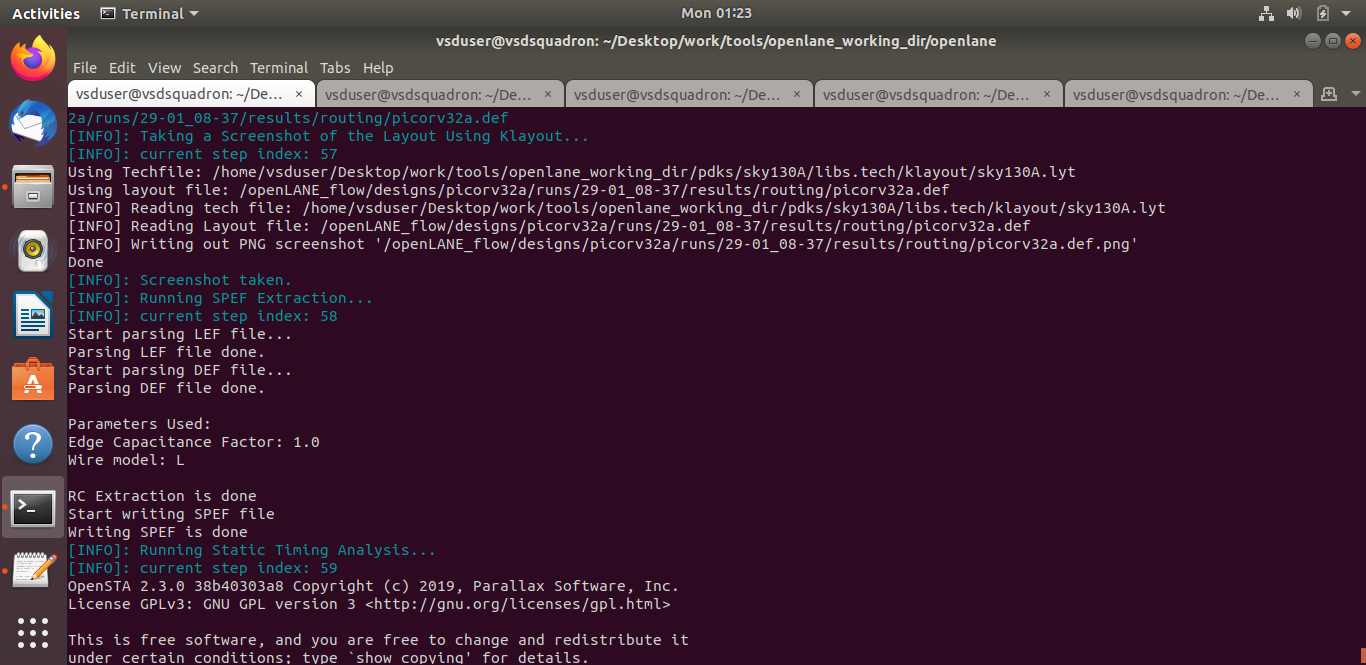 Activities
Terminal
Mon 01:23
vsduser@vsdsquadron: ~/Desktop/work/tools/openlane_working_dir/openlane
File Edit View Search Terminal Tabs Help
vsduser@vsdsquadron: ~/De... × vsduser@vsdsquadron: ~/De... × vsduser@vsdsquadron: ~/De... × vsduser@vsdsquadron: ~/De... × vsduser@vsdsquadron: ~/De... ×
2a/runs/29-01_08-37/results/routing/picorv32a.def
[INFO]: Taking a Screenshot of the Layout Using Klayout...
[INFO]: current step index: 57
Using Techfile: /home/vsduser/Desktop/work/tools/openlane_working_dir/pdks/sky130A/libs.tech/klayout/sky130A.lyt
Using layout file: /openLANE_flow/designs/picorv32a/runs/29-01_08-37/results/routing/picorv32a.def
[INFO] Reading tech file: /home/vsduser/Desktop/work/tools/openlane_working_dir/pdks/sky130A/libs.tech/klayout/sky130A.lyt
[INFO] Reading Layout file: /openLANE_flow/designs/picorv32a/runs/29-01_08-37/results/routing/picorv32a.def
[INFO] Writing out PNG screenshot '/openLANE_flow/designs/picorv32a/runs/29-01_08-37/results/routing/picorv32a.def.png'
Done
[INFO]: Screenshot taken.
[INFO]: Running SPEF Extraction...
[INFO]: current step index: 58
Start parsing LEF file...
Parsing LEF file done.
Start parsing DEF file...
Parsing DEF file done.
Parameters Used:
Edge Capacitance Factor: 1.0
Wire model: L
RC Extraction is done
Start writing SPEF file
Writing SPEF is done
[INFO]: Running Static Timing Analysis...
[INFO]: current step index: 59
OpenSTA 2.3.0 38b40303a8 Copyright (c) 2019, Parallax Software, Inc.
License GPLv3: GNU GPL version 3 <http://gnu.org/licenses/gpl.html>
This is free software, and you are free to change and redistribute it
under certain conditions; type `show copying' for details.